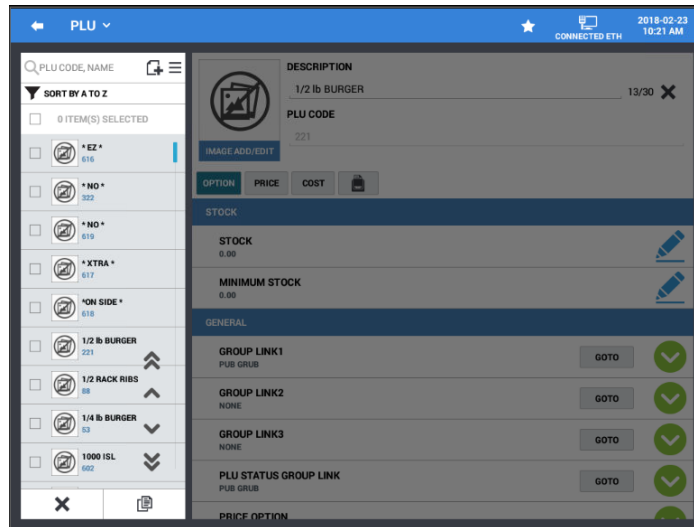 PLU
CONNECTED ETH
2018-02-23
10:21 AM
PLU CODE, NAME
SORT BY A TO Z
0 ITEM(S) SELECTED
* EZ *
616
* NO *
322
* NO *
619
* XTRA *
617
*ON SIDE *
618
1/2 lb BURGER
221
1/2 RACK RIBS
88
1/4 lb BURGER
53
1000 ISL
602
DESCRIPTION
1/2 lb BURGER
13/30
PLU CODE
221
IMAGE ADD/EDIT
OPTION
PRICE
COST
STOCK
STOCK
0.00
MINIMUM STOCK
0.00
GENERAL
GROUP LINK1
PUB GRUB
GOTO
GROUP LINK2
NONE
GOTO
GROUP LINK3
NONE
GOTO
PLU STATUS GROUP LINK
PUB GRUB
GOTO
PRICE OPTION